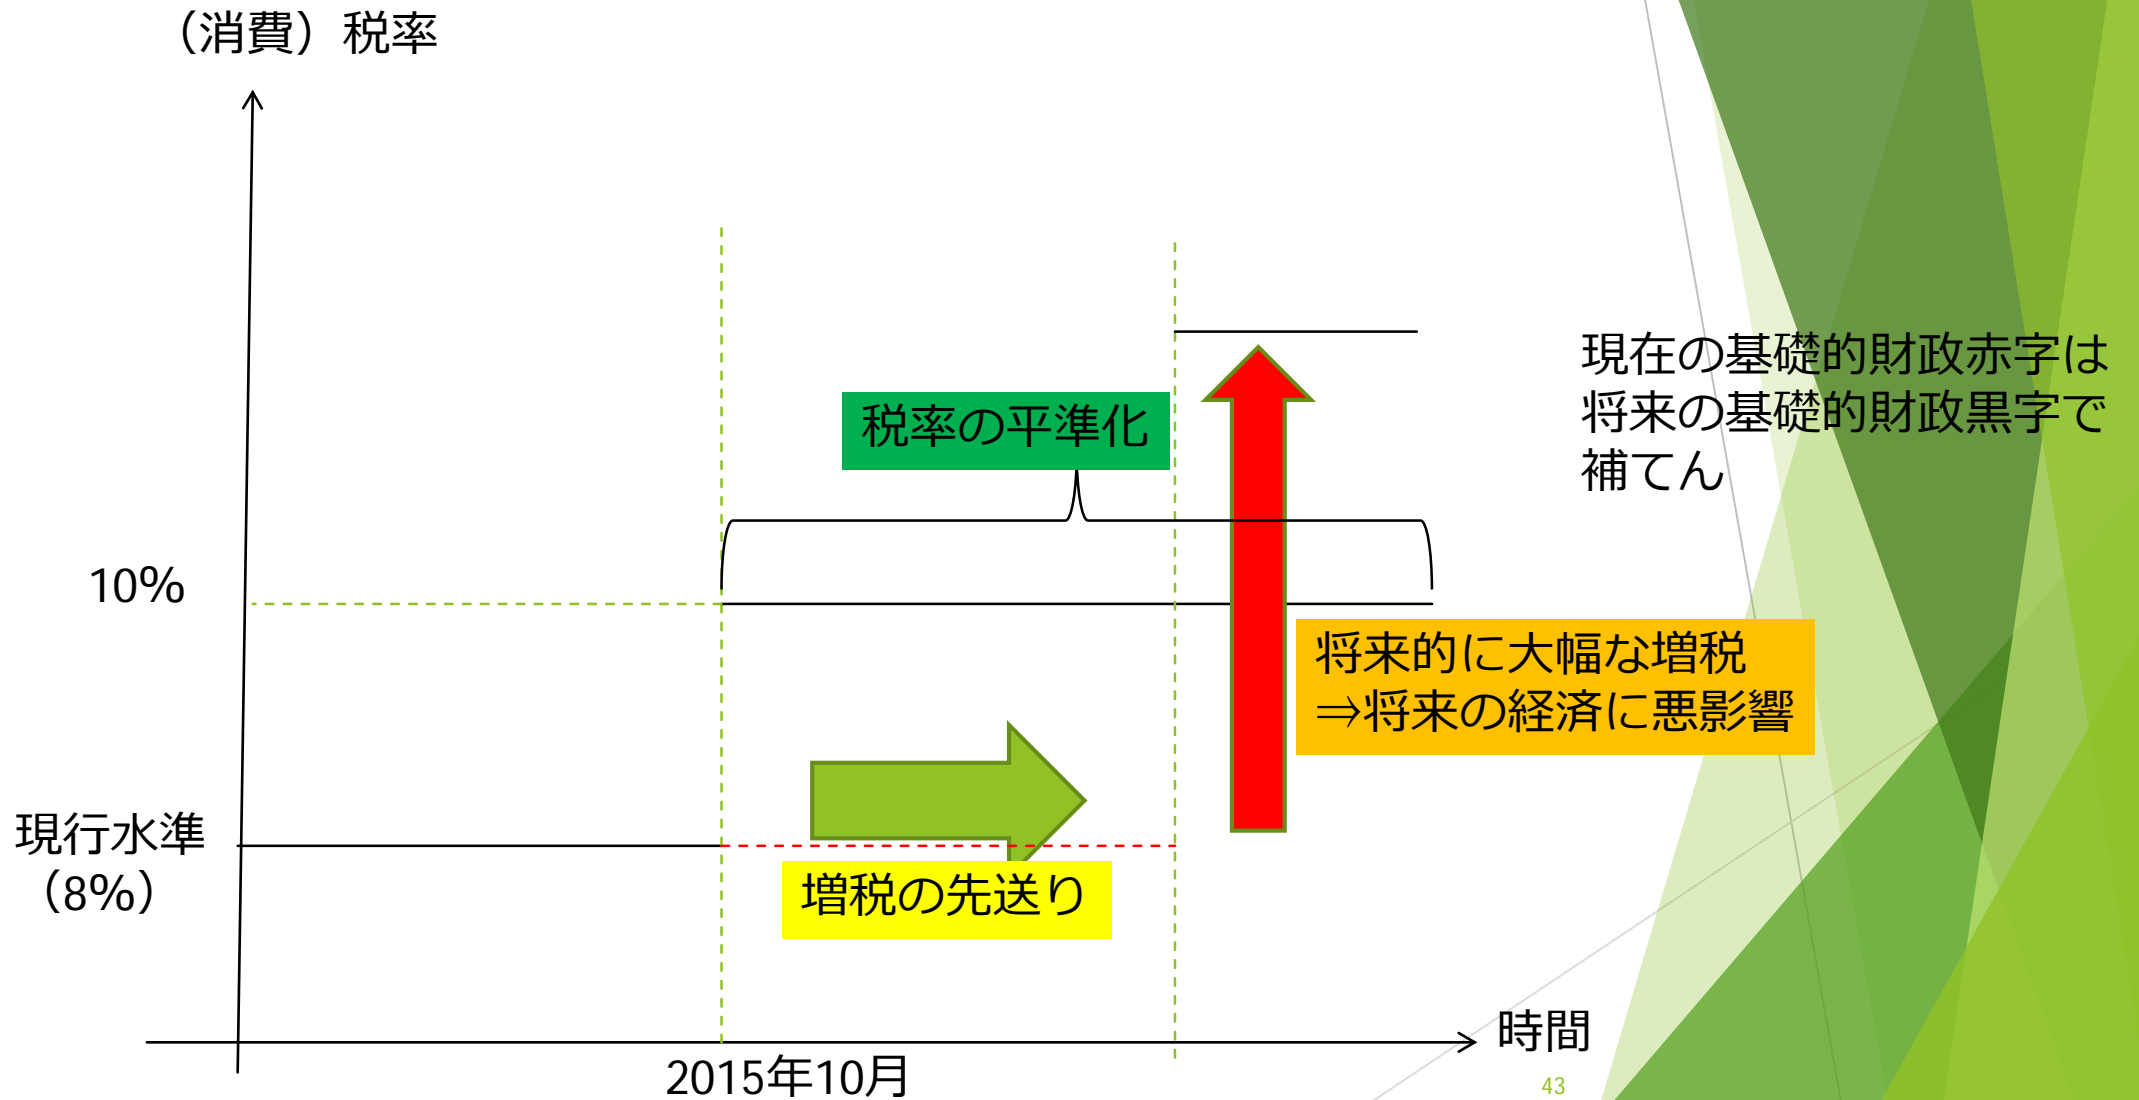 （消費）税率
現在の基礎的財政赤字は
将来の基礎的財政黒字で
補てん
税率の平準化
10%
将来的に大幅な増税
⇒将来の経済に悪影響
現行水準
（8%）
増税の先送り
時間
2015年10月
43